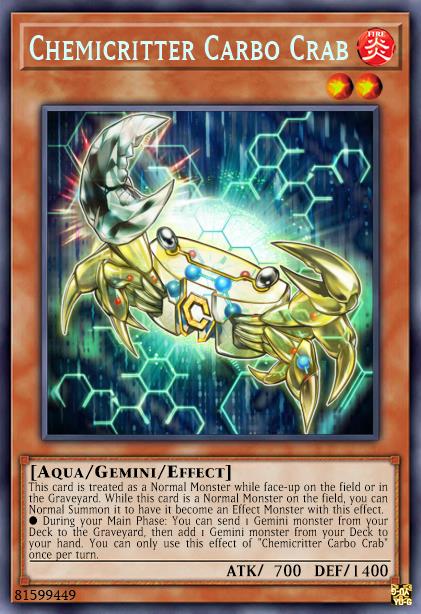 CHEMICRITTER CARBO CRAB
FIRE
炎
[AQUA/GEMINI/EFFECT]
This card is treated as a Normal Monster while face-up on the field or in
the Graveyard. While this card is a Normal Monster on the field, you can
Normal Summon it to have it become an Effect Monster with this effect.
● During your Main Phase: You can send 1 Gemini monster from your
Deck to the Graveyard, then add 1 Gemini monster from your Deck to
your hand. You can only use this effect of "Chemicritter Carbo Crab"
once per turn.
ATK/ 700 DEF/1400
81599449